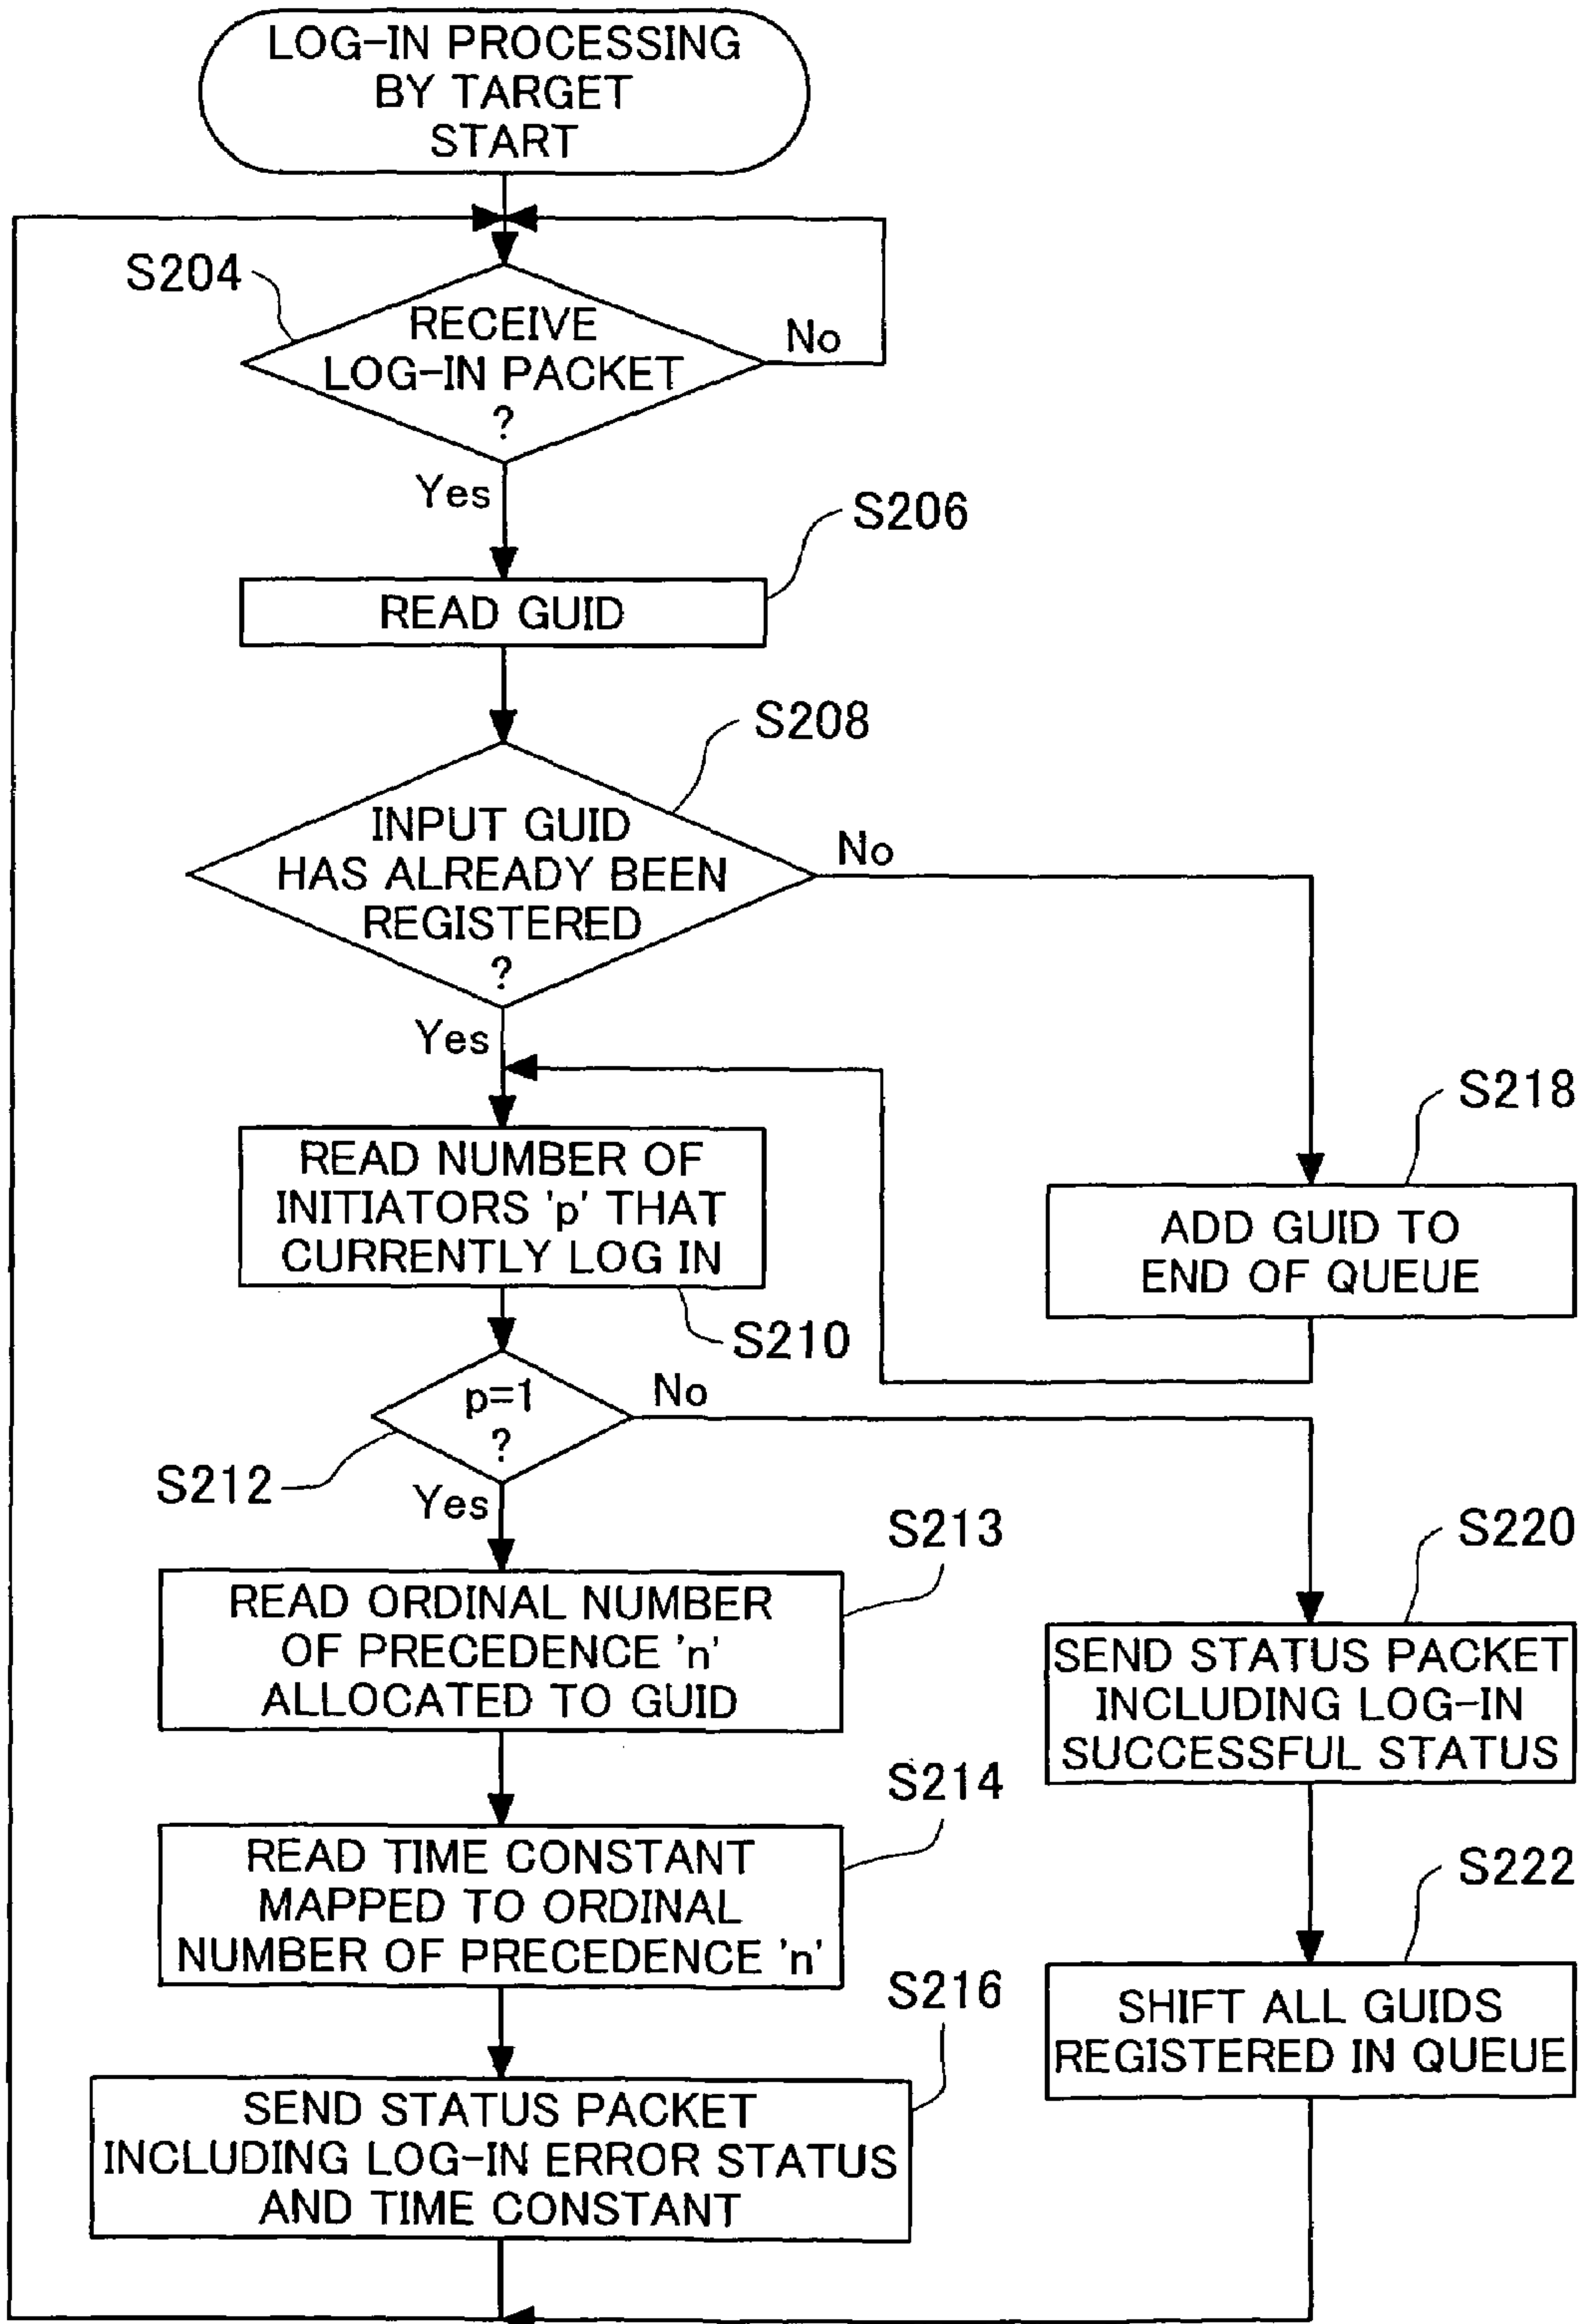 LOG-IN PROCESSING
BY TARGET
START
S204
RECEIVE
LOG-IN PACKET
?
No
Yes
S206
READ GUID
S208
INPUT GUID
HAS ALREADY BEEN
REGISTERED
?
No
Yes
S218
READ NUMBER OF
INITIATORS 'p' THAT
CURRENTLY LOG IN
ADD GUID TO
END OF QUEUE
S210
p=1
?
No
S212
Yes
S213
S220
READ ORDINAL NUMBER
OF PRECEDENCE 'n'
ALLOCATED TO GUID
SEND STATUS PACKET
INCLUDING LOG-IN
SUCCESSFUL STATUS
S214
READ TIME CONSTANT
MAPPED TO ORDINAL
NUMBER OF PRECEDENCE 'n'
S222
SHIFT ALL GUIDS
REGISTERED IN QUEUE
S216
SEND STATUS PACKET
INCLUDING LOG-IN ERROR STATUS
AND TIME CONSTANT